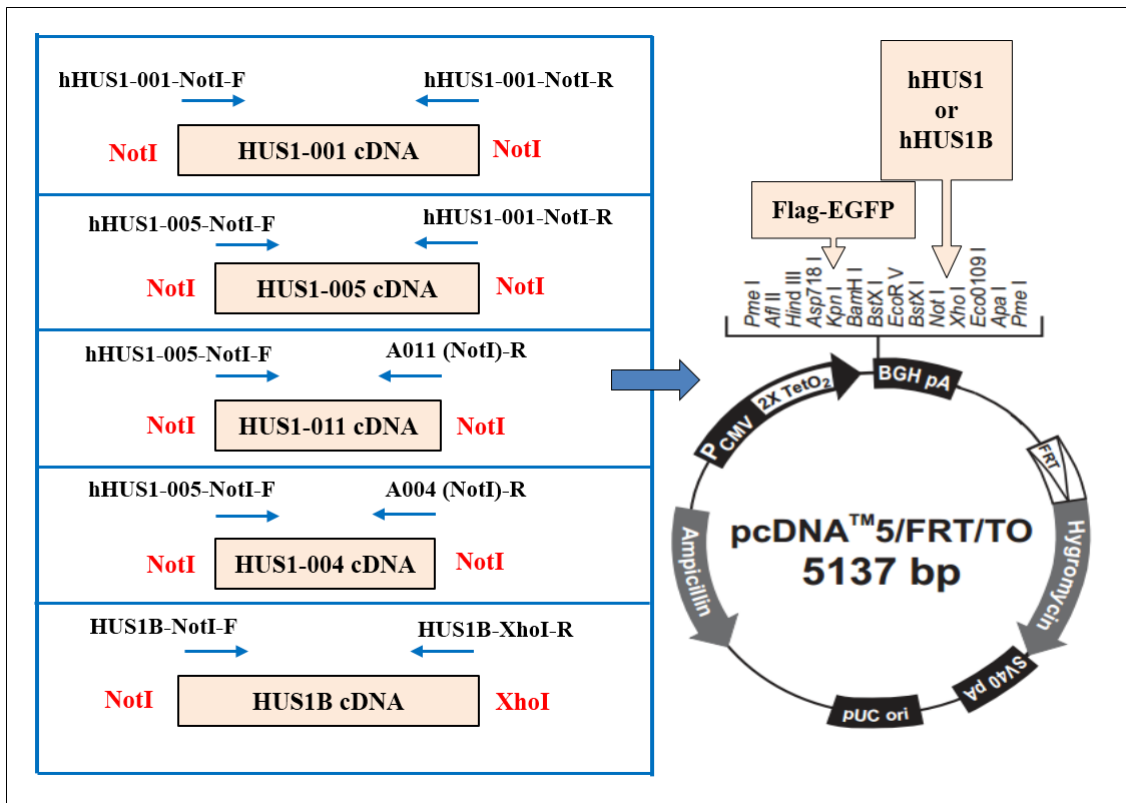 hHUS1-001-NotI-F
hHUS1-001-NotI-R
NotI
HUS1-001 cDNA
NotI
hHUS1-005-NotI-F
hHUS1-001-NotI-R
NotI
HUS1-005 cDNA
NotI
hHUS1-005-NotI-F
A011 (NotI)-R
NotI
HUS1-011 cDNA
NotI
hHUS1-005-NotI-F
A004 (NotI)-R
NotI
HUS1-004 cDNA
NotI
HUS1B-NotI-F
HUS1B-XhoI-R
NotI
HUS1B cDNA
XhoI
hHUS1
or
hHUS1B
Flag-EGFP
Pme I
Afl II
Hind III
Asp718 I
Kpn I
BamH I
BstX I
EcoR V
BstX I
Not I
Xho I
Eco0109 I
Apa I
Pme I
PCMV
2X TetO2
BGH pA
FRT
Hygromycin
SV40 pA
pUC ori
Ampicillin
pcDNA™5/FRT/TO
5137 bp